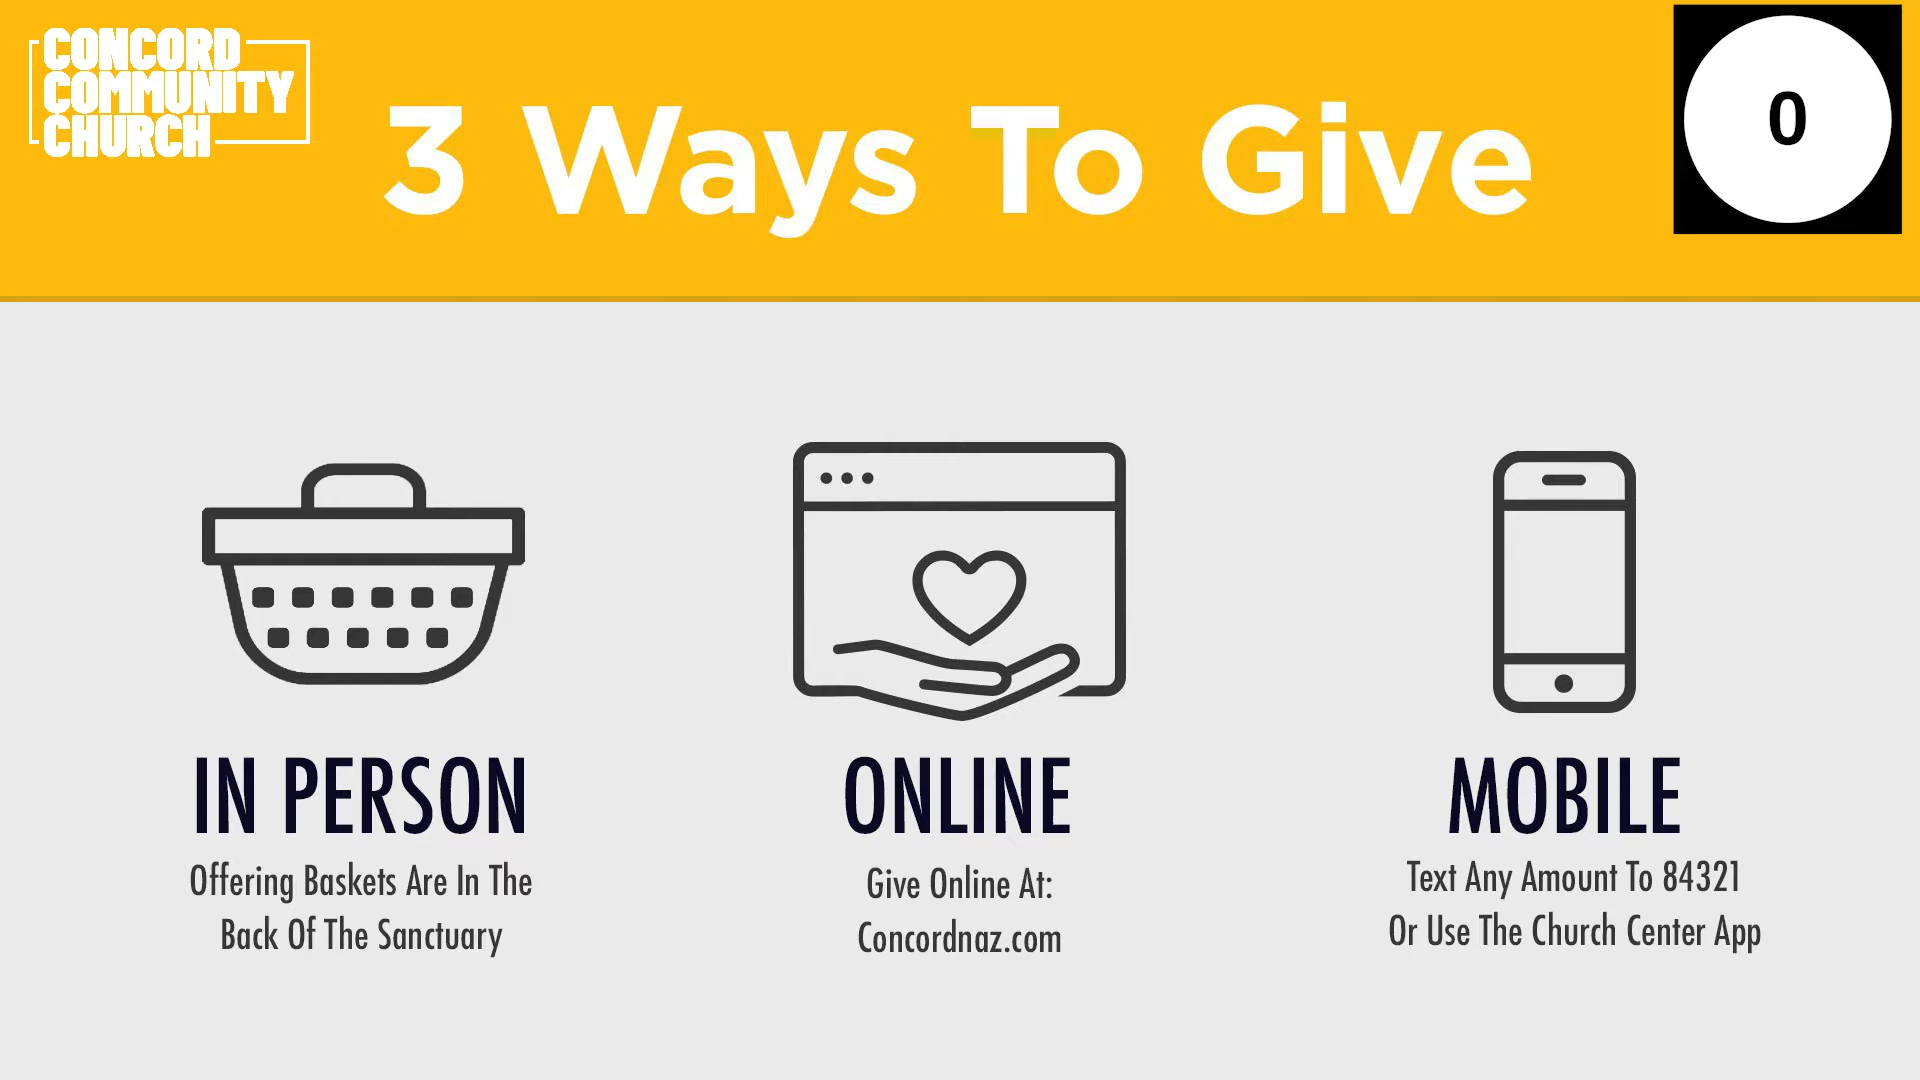 CONCORD
COMMUNITY
CHURCH
3 Ways To Give
0
IN PERSON
Offering Baskets Are In The
Back Of The Sanctuary
ONLINE
Give Online At:
Concordnaz.com
MOBILE
Text Any Amount To 84321
Or Use The Church Center App